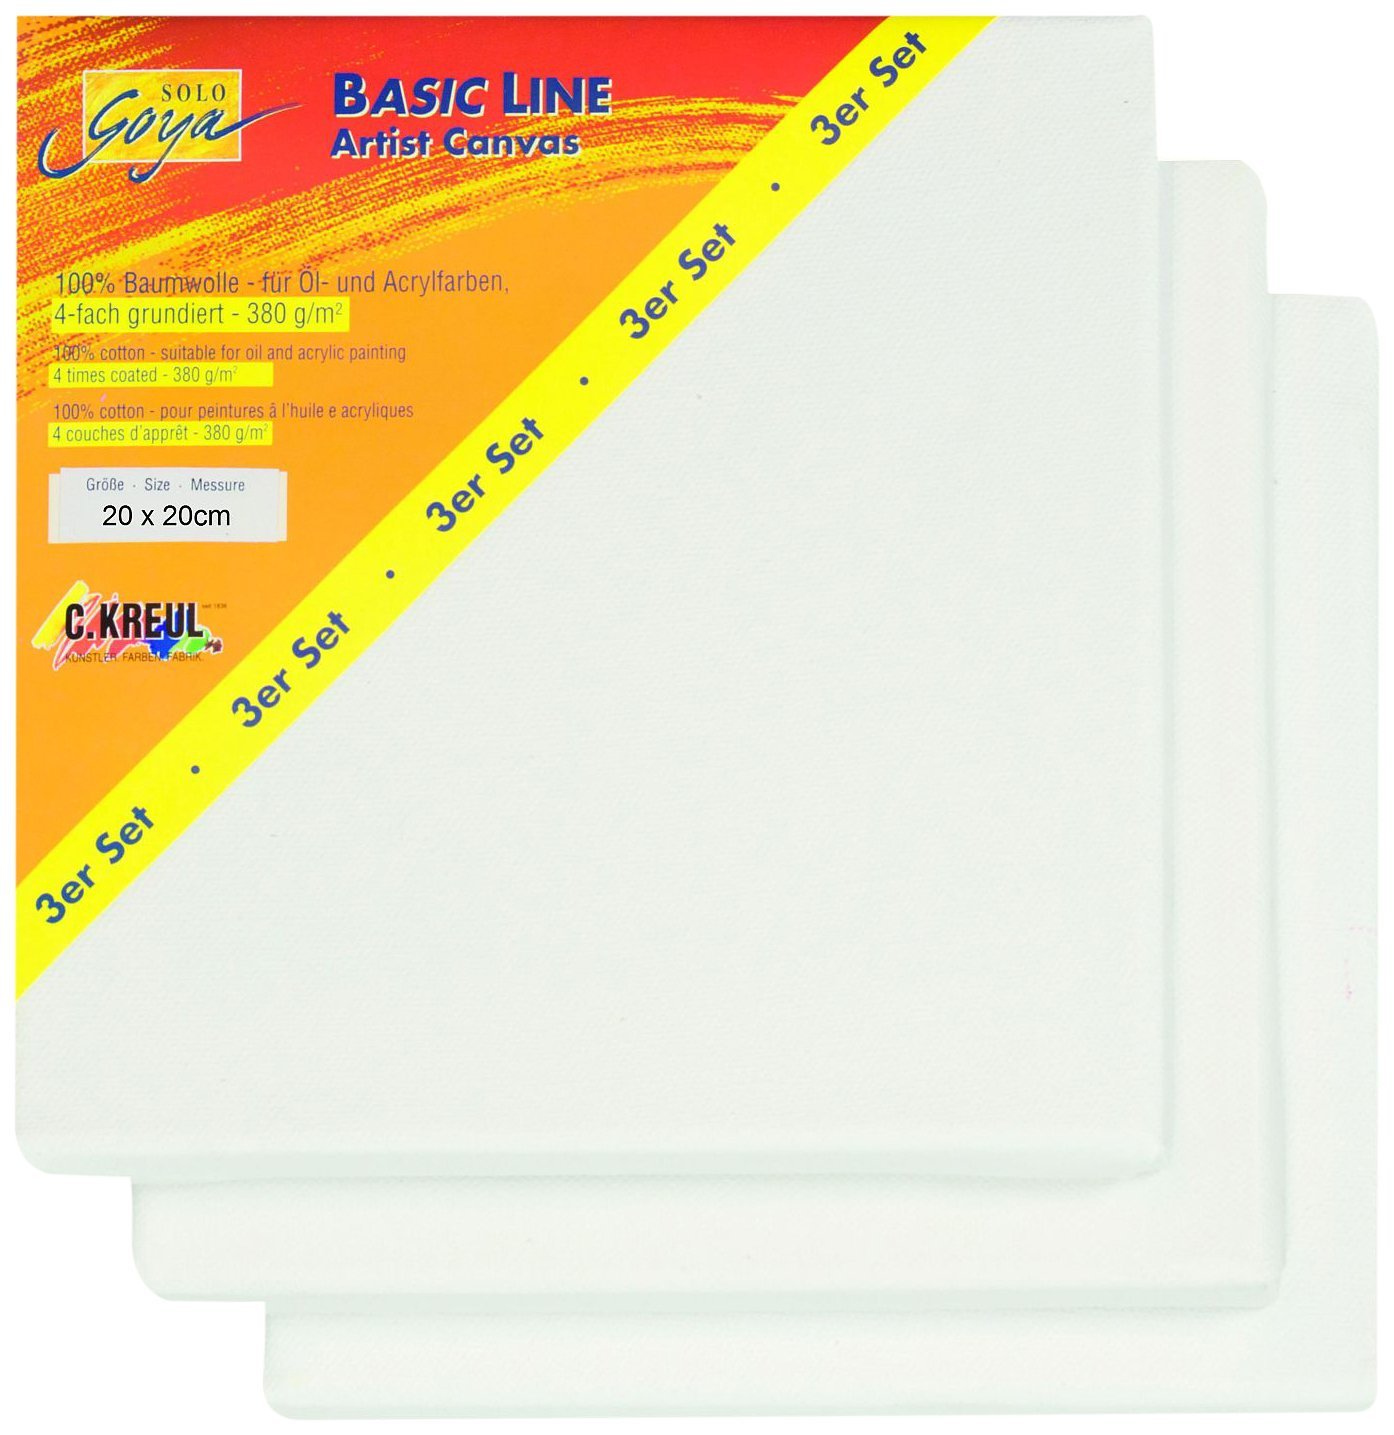 SOLO
Goya
BASIC LINE
Artist Canvas
100% Baumwolle - für Öl- und Acrylfarben,
4-fach grundiert - 380 g/m²
100% cotton - suitable for oil and acrylic painting
4 times coated - 380 g/m²
100% cotton - pour peintures â l'huile e acryliques
4 couches d'apprêt - 380 g/m²
Größe · Size · Messure
20 x 20cm
C.KREUL
seit 1838
KÜNSTLER FARBEN FABRIK.
3er Set · 3er Set · 3er Set · 3er Set · 3er Set